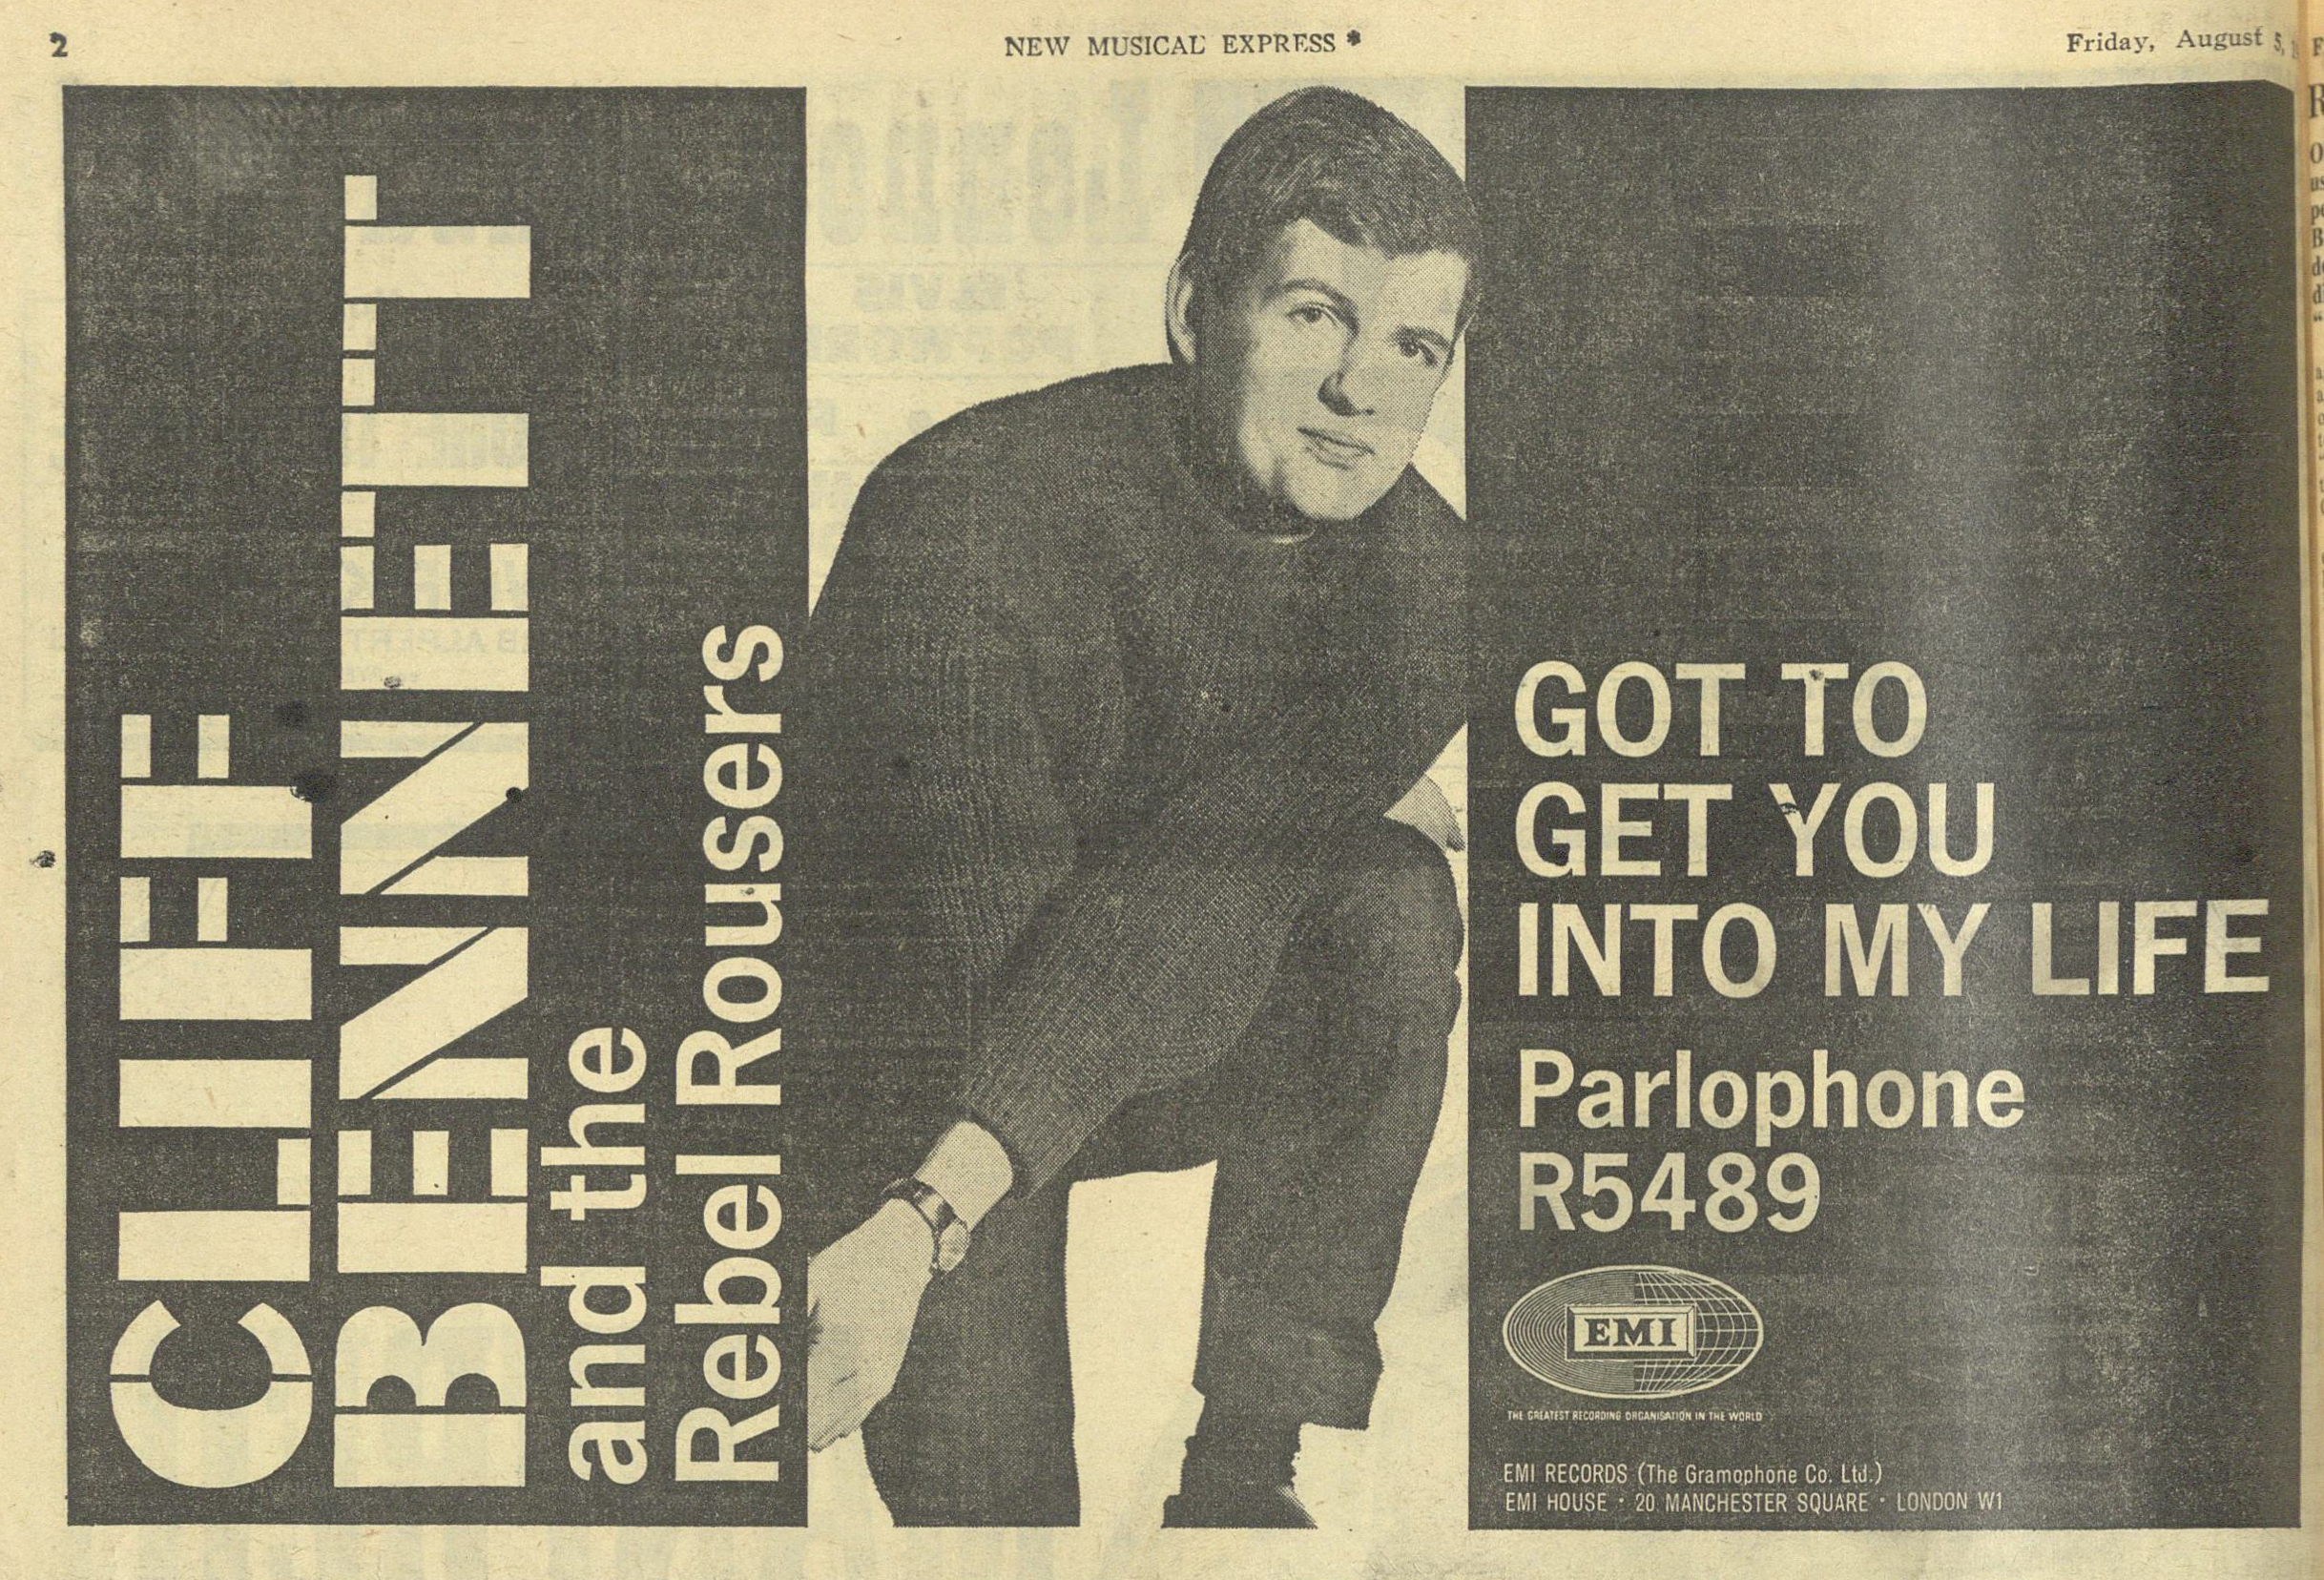 2
NEW MUSICAL EXPRESS *
Friday, August 5,
CLIFF
BENNETT
and the
Rebel Rousers
GOT TO
GET YOU
INTO MY LIFE
Parlophone
R5489
EMI
THE GREATEST RECORDING ORGANISATION IN THE WORLD
EMI RECORDS (The Gramophone Co. Ltd.)
EMI HOUSE · 20 MANCHESTER SQUARE · LONDON W1